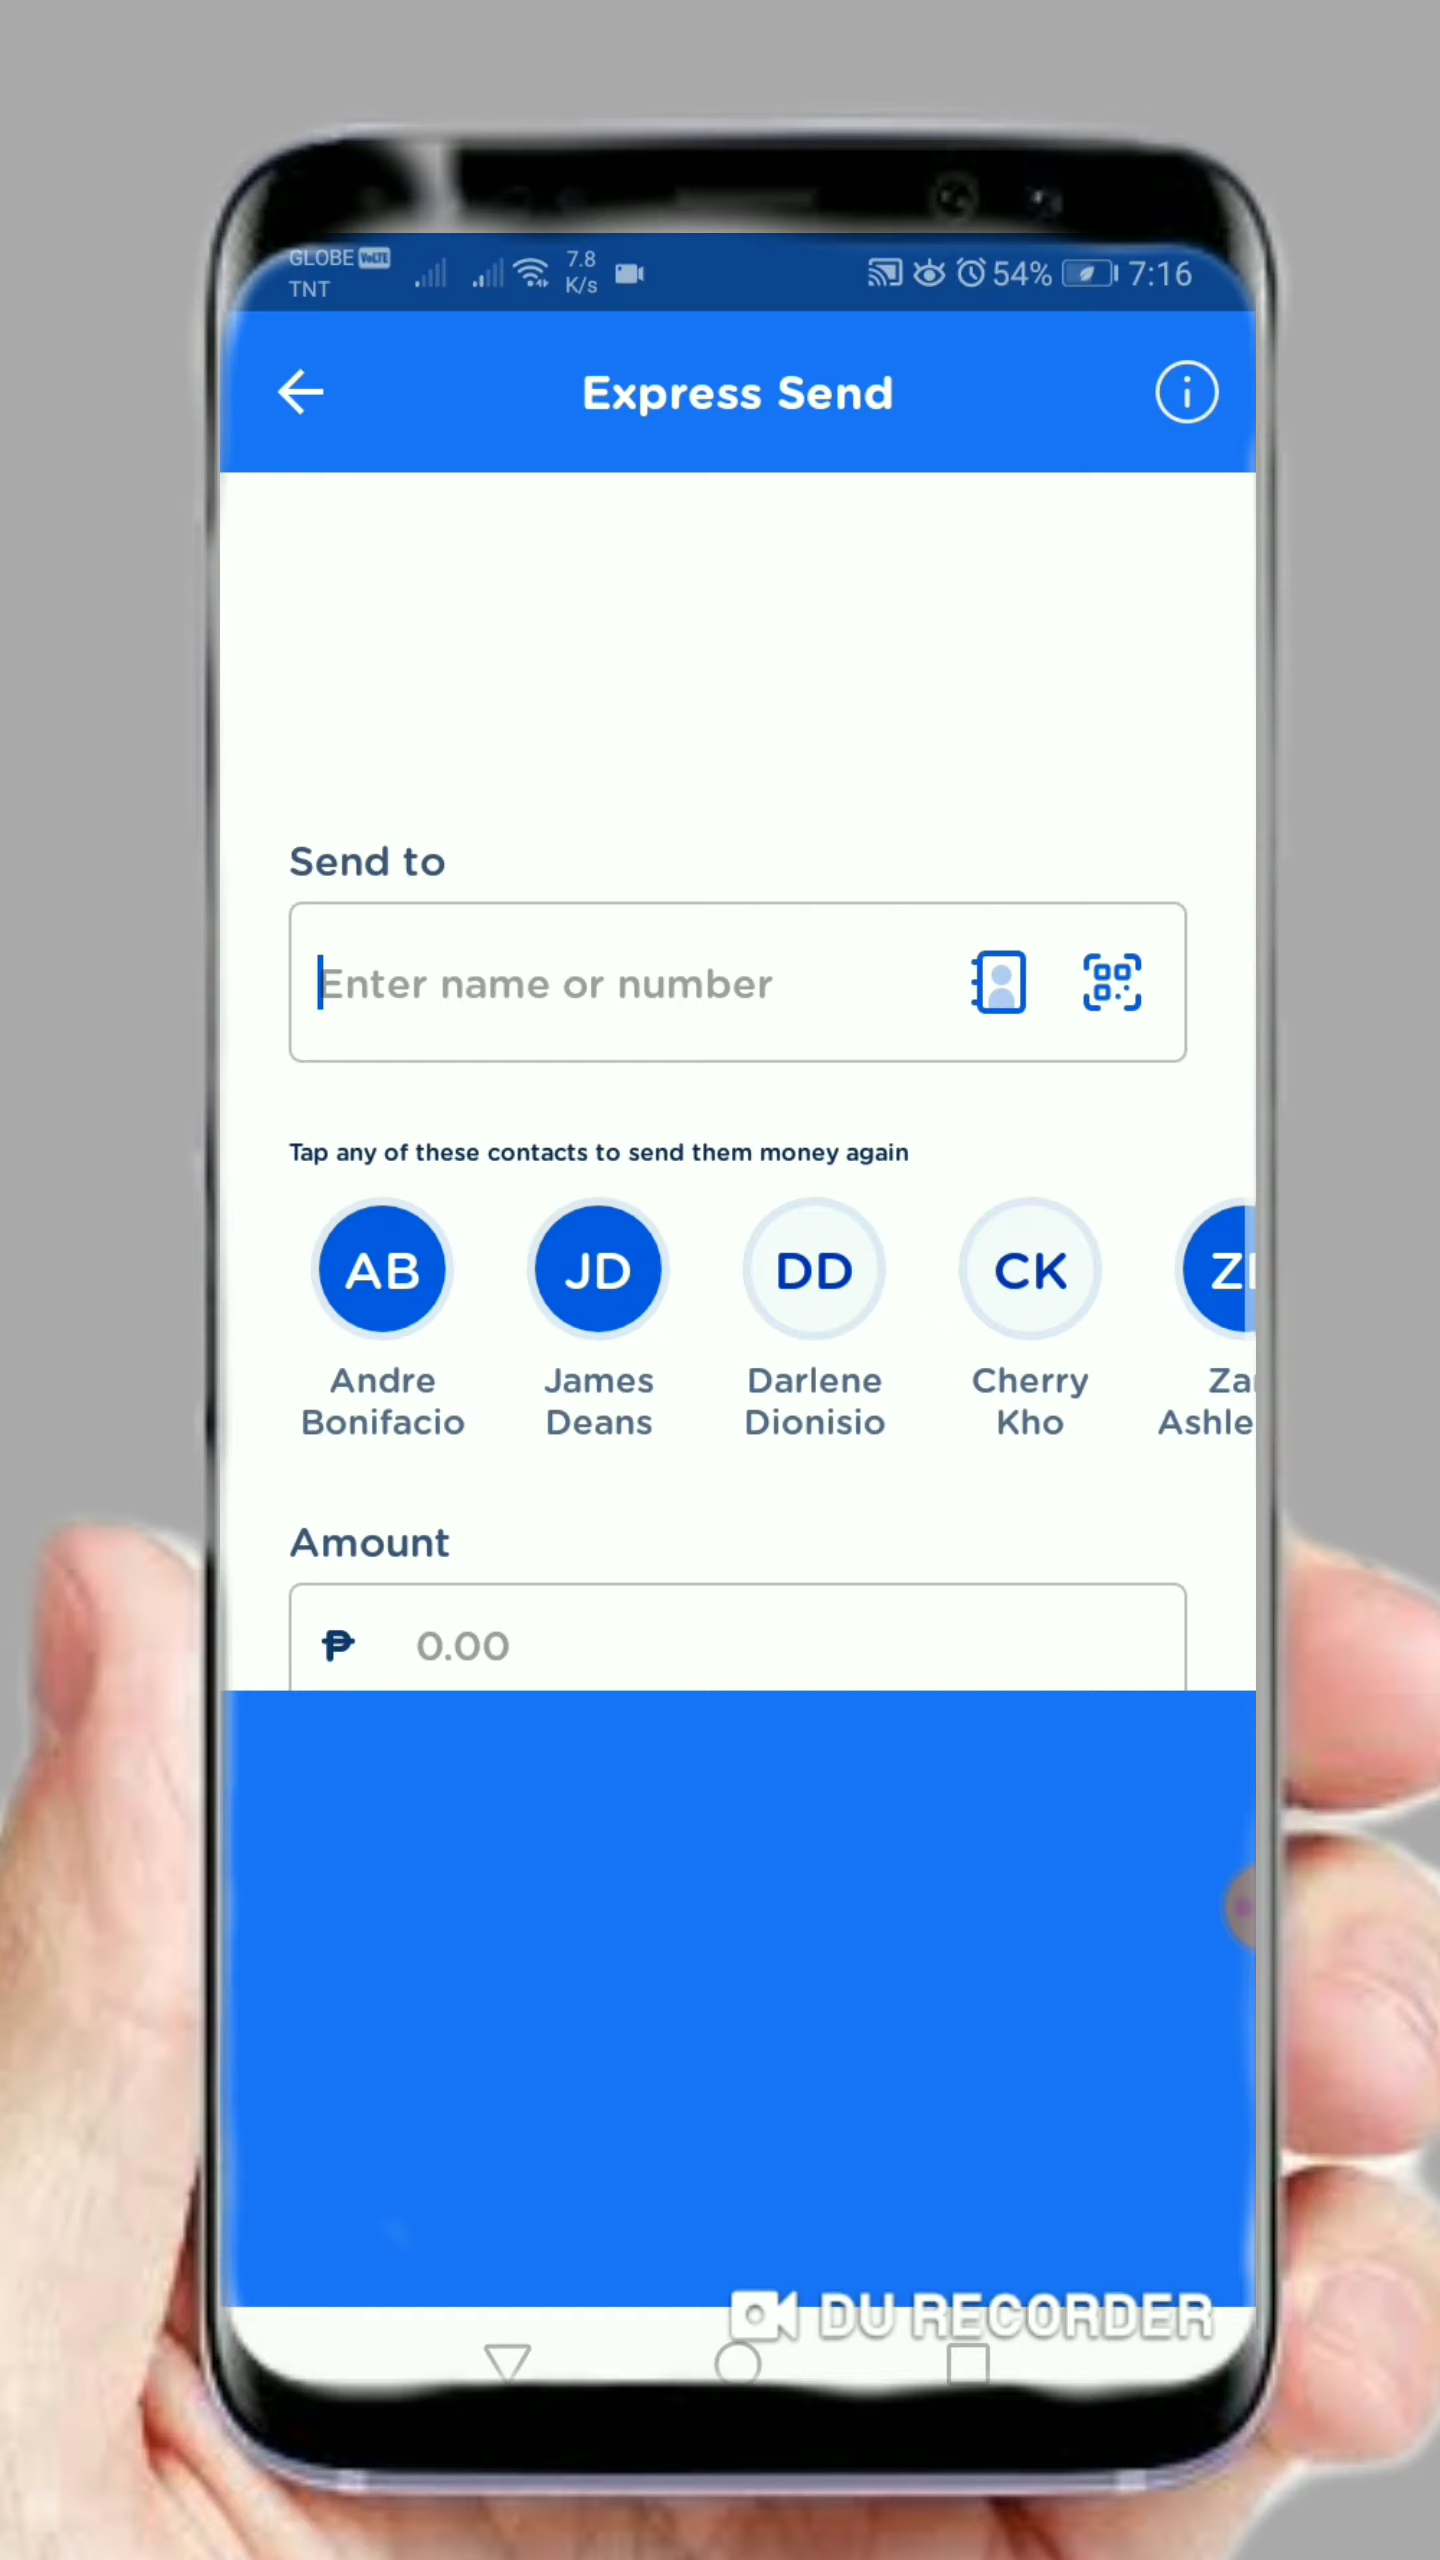 GLOBE VoLTE
TNT
7.8
K/s
54%
7:16
Express Send
Send to
Enter name or number
Tap any of these contacts to send them money again
AB
JD
DD
CK
Andre
Bonifacio
James
Deans
Darlene
Dionisio
Cherry
Kho
Amount
₱ 0.00
DU RECORDER